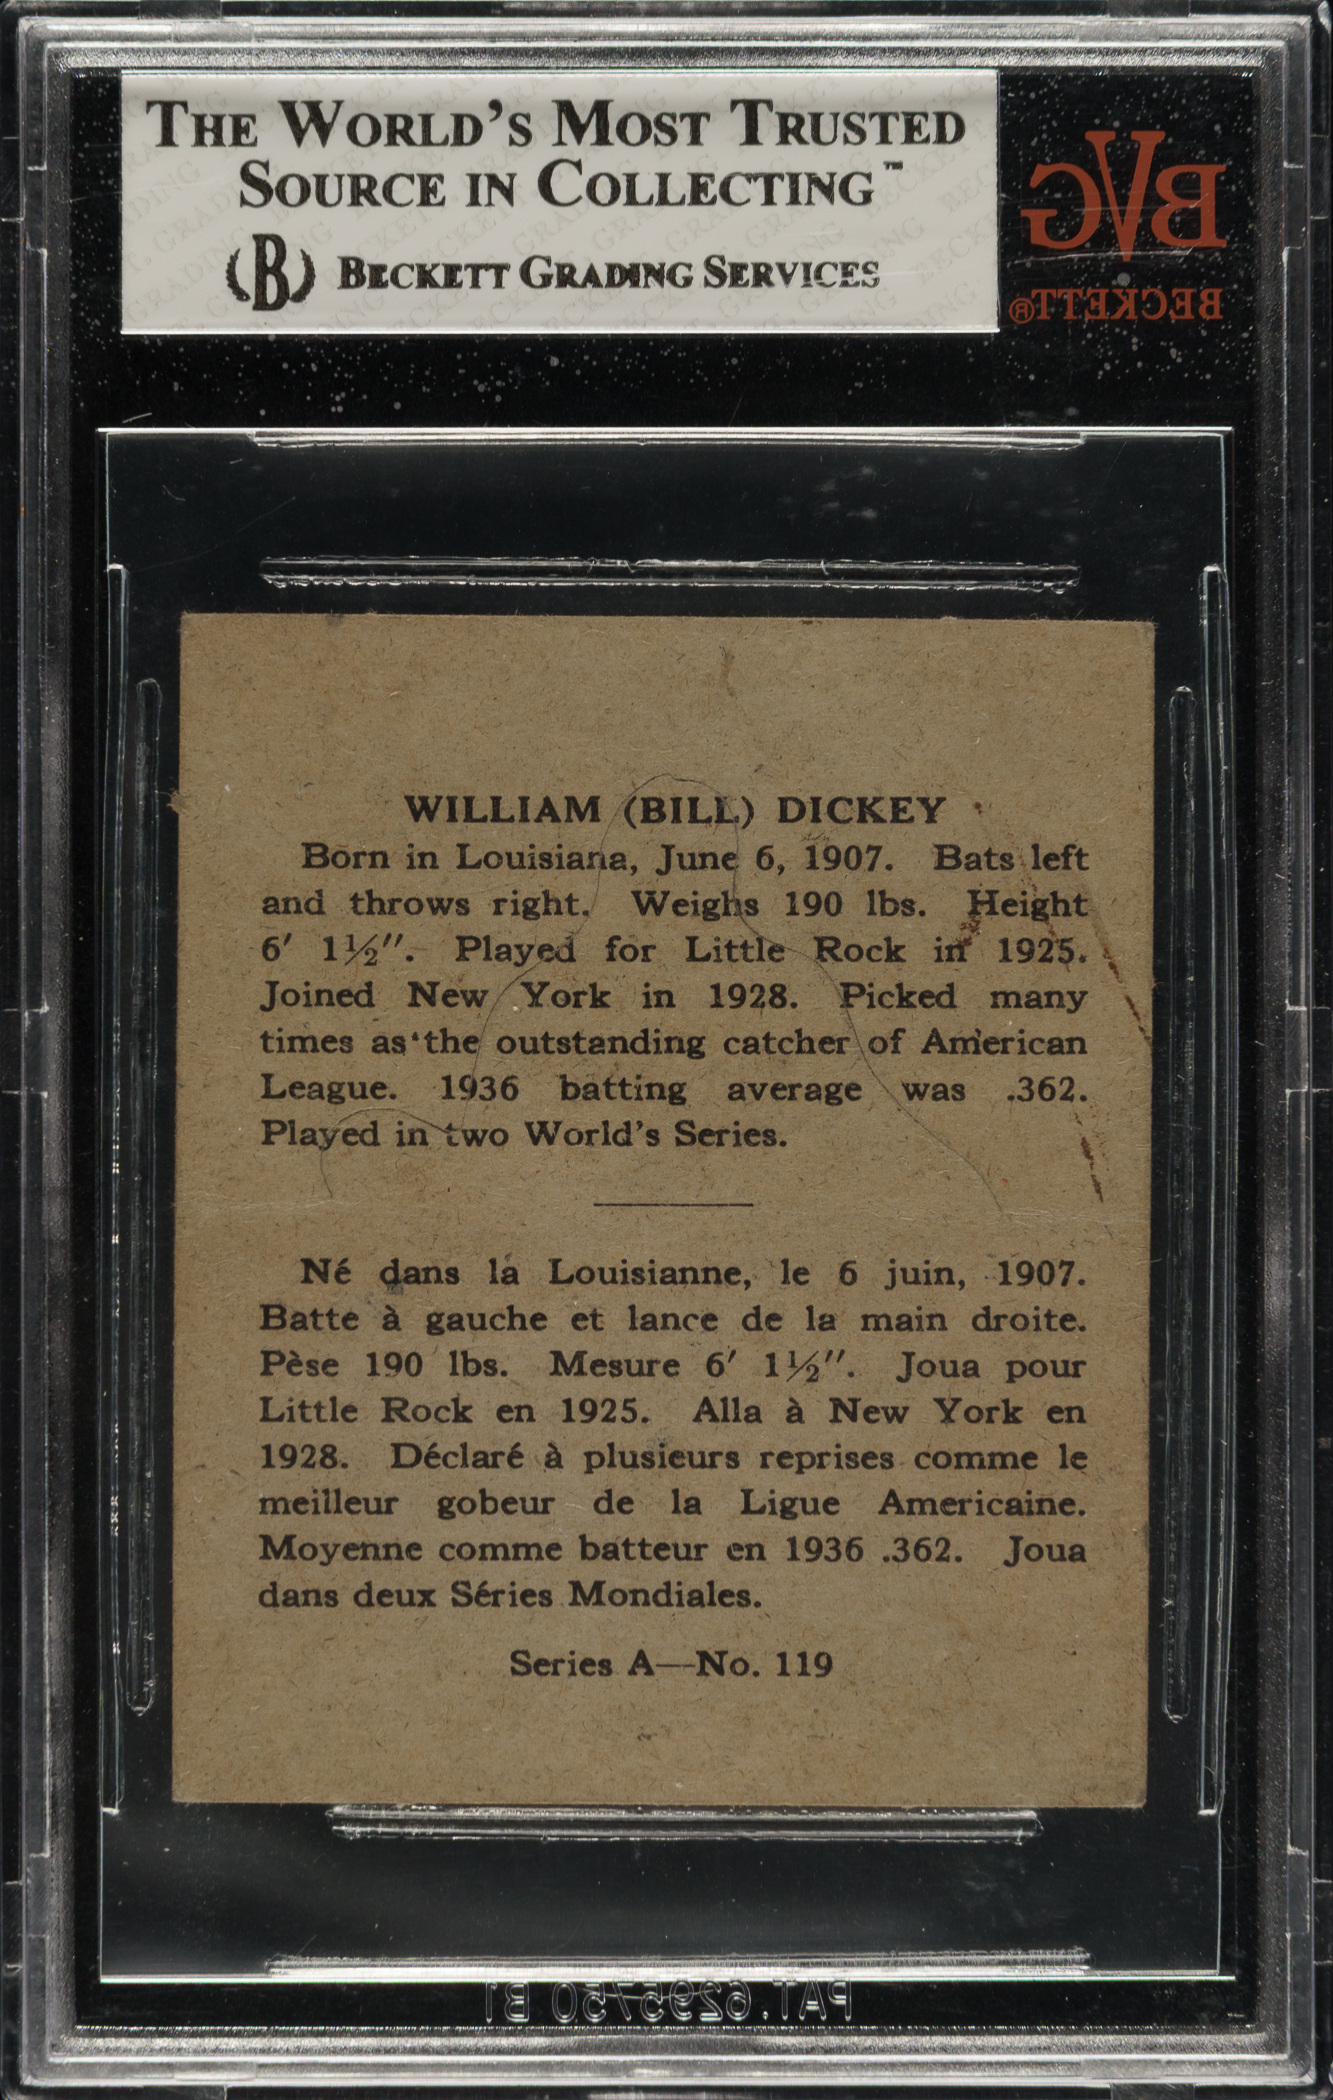 THE WORLD'S MOST TRUSTED
SOURCE IN COLLECTING™
B BECKETT GRADING SERVICES
BVG
BECKETT®
WILLIAM (BILL) DICKEY
Born in Louisiana, June 6, 1907. Bats left
and throws right. Weighs 190 lbs. Height
6' 1½". Played for Little Rock in 1925.
Joined New York in 1928. Picked many
times as the outstanding catcher of American
League. 1936 batting average was .362.
Played in two World's Series.
Né dans la Louisianne, le 6 juin, 1907.
Batte à gauche et lance de la main droite.
Pèse 190 lbs. Mesure 6' 1½". Joua pour
Little Rock en 1925. Alla à New York en
1928. Déclaré à plusieurs reprises comme le
meilleur gobeur de la Ligue Americaine.
Moyenne comme batteur en 1936 .362. Joua
dans deux Séries Mondiales.
Series A—No. 119
PAT. 6295750 B1